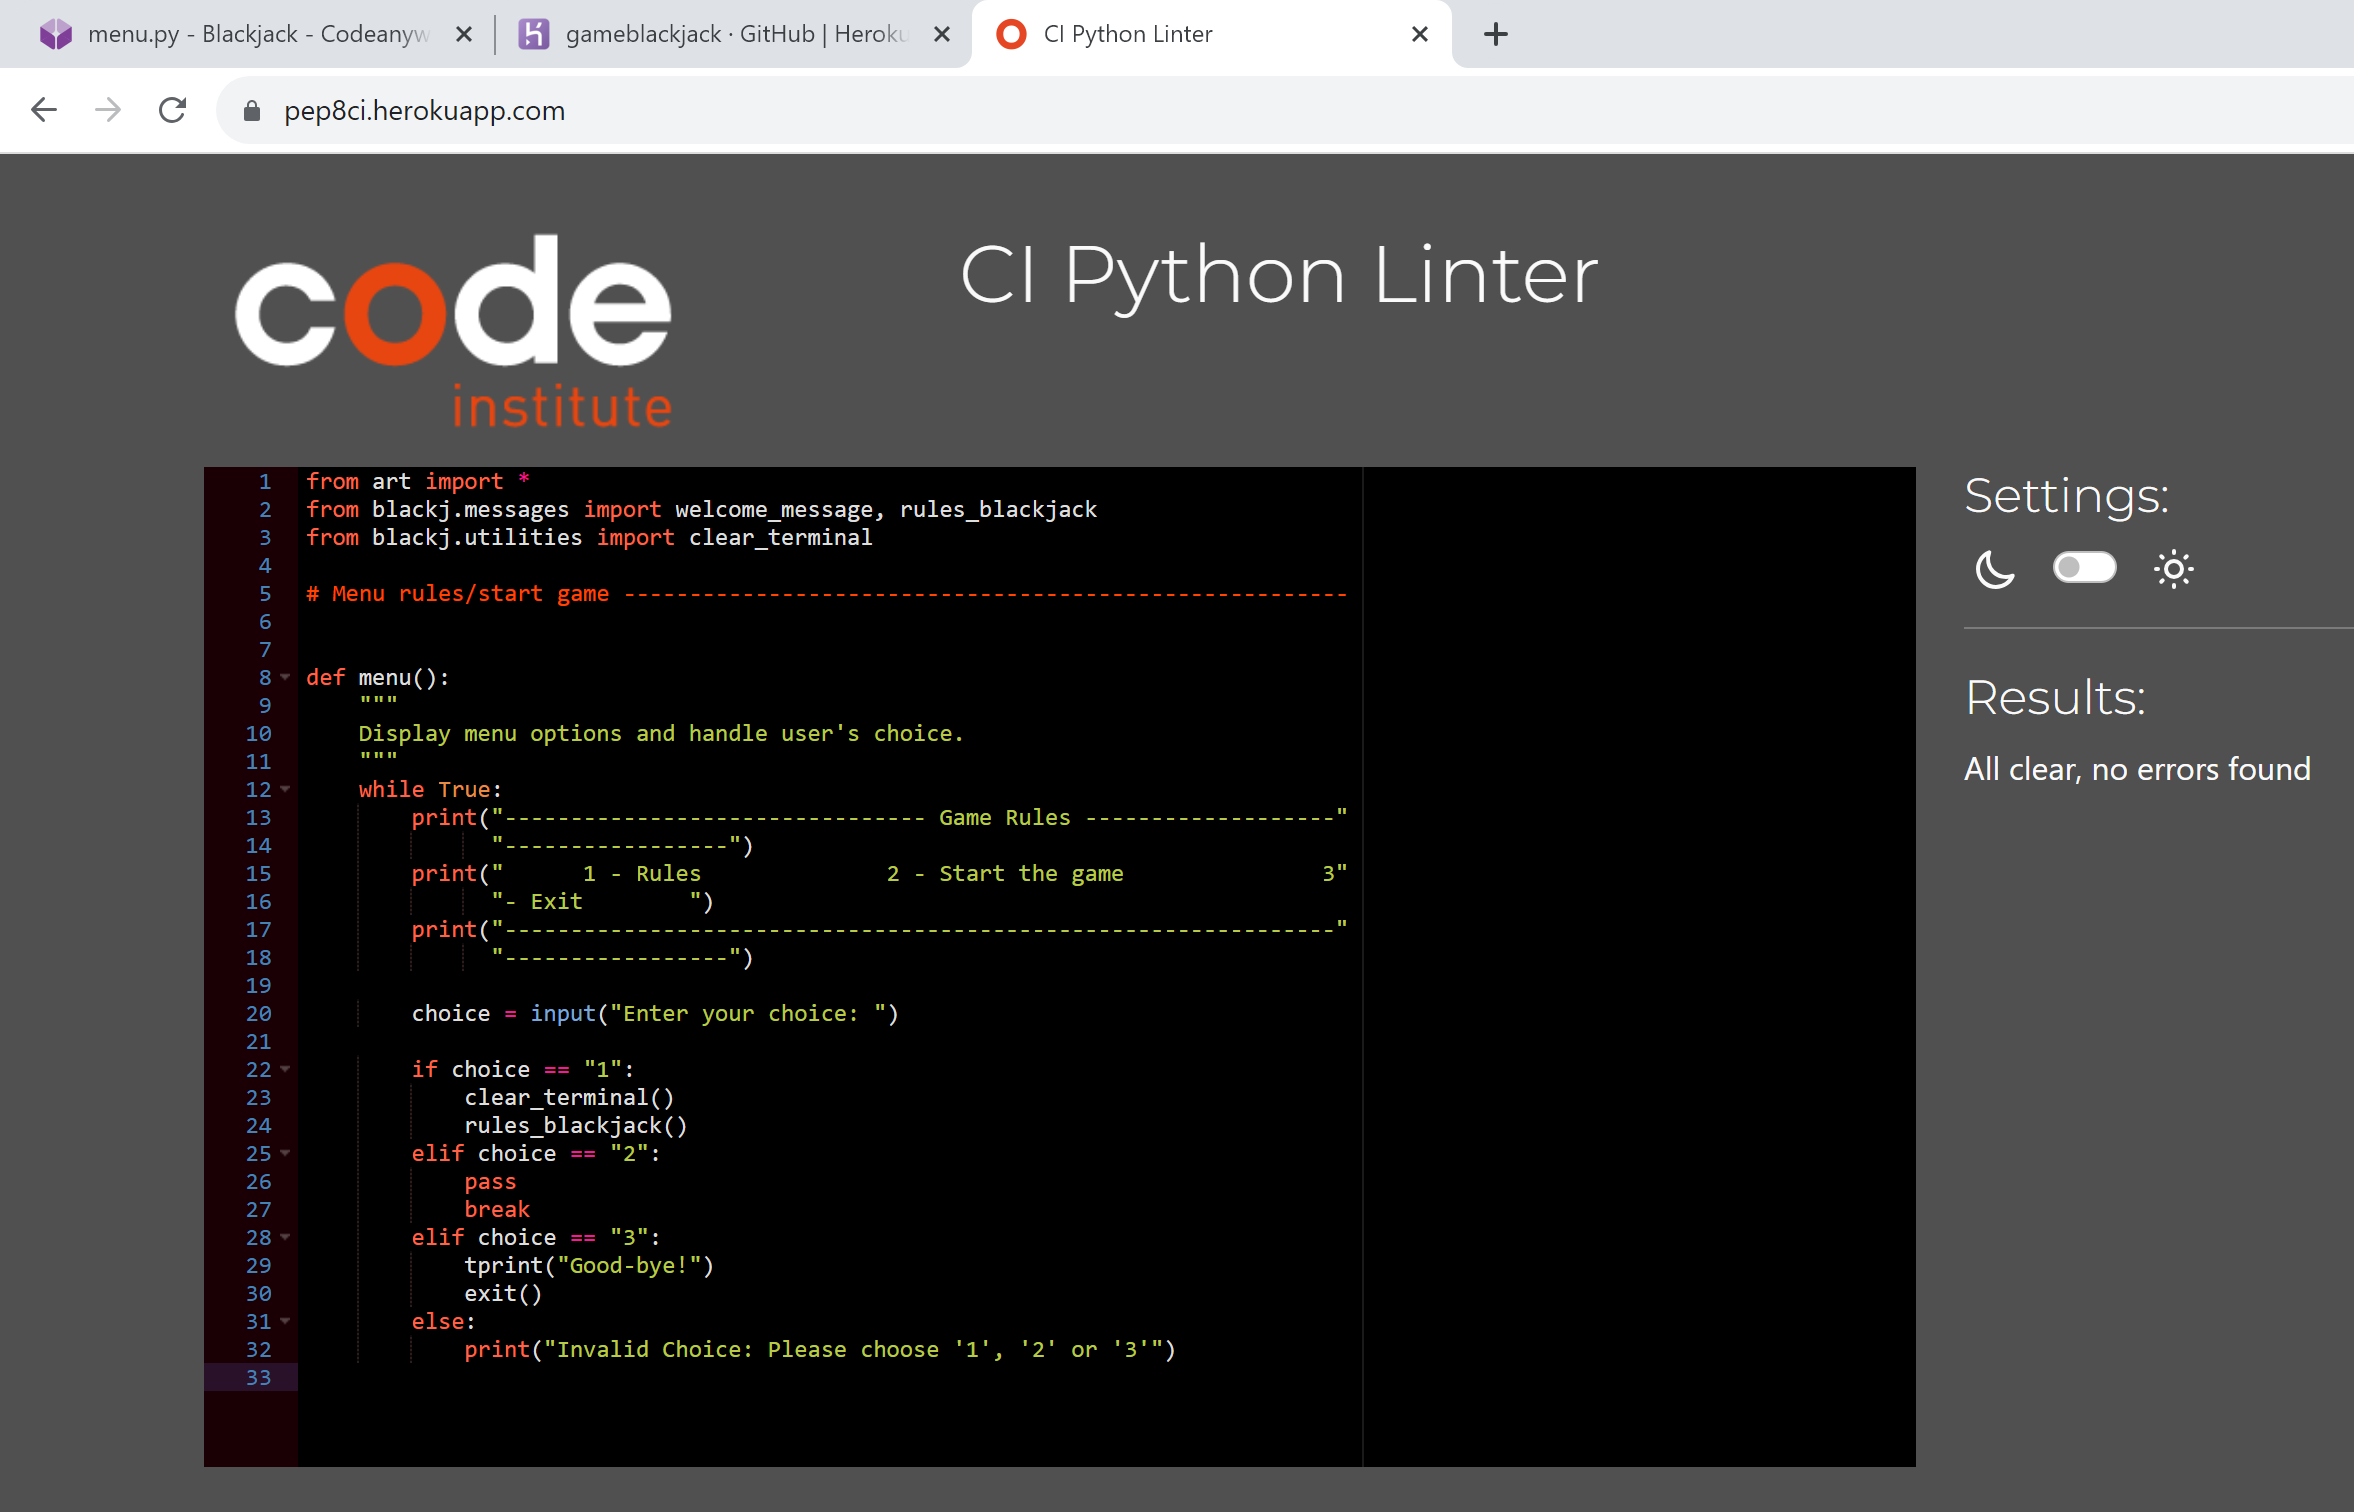 menu.py - Blackjack - Codeanyw
gameblackjack · GitHub | Heroku
CI Python Linter
pep8ci.herokuapp.com
code
institute
CI Python Linter
1 from art import *
2 from blackj.messages import welcome_message, rules_blackjack
3 from blackj.utilities import clear_terminal
4
5 # Menu rules/start game -------------------------------------------------------
6
7
8 def menu():
9     """
10     Display menu options and handle user's choice.
11     """
12     while True:
13         print("-------------------------------- Game Rules -------------------"
14               "-----------------")
15         print("      1 - Rules              2 - Start the game               3"
16               "- Exit        ")
17         print("---------------------------------------------------------------"
18               "-----------------")
19
20         choice = input("Enter your choice: ")
21
22         if choice == "1":
23             clear_terminal()
24             rules_blackjack()
25         elif choice == "2":
26             pass
27             break
28         elif choice == "3":
29             tprint("Good-bye!")
30             exit()
31         else:
32             print("Invalid Choice: Please choose '1', '2' or '3'")
33
Settings:
Results:
All clear, no errors found